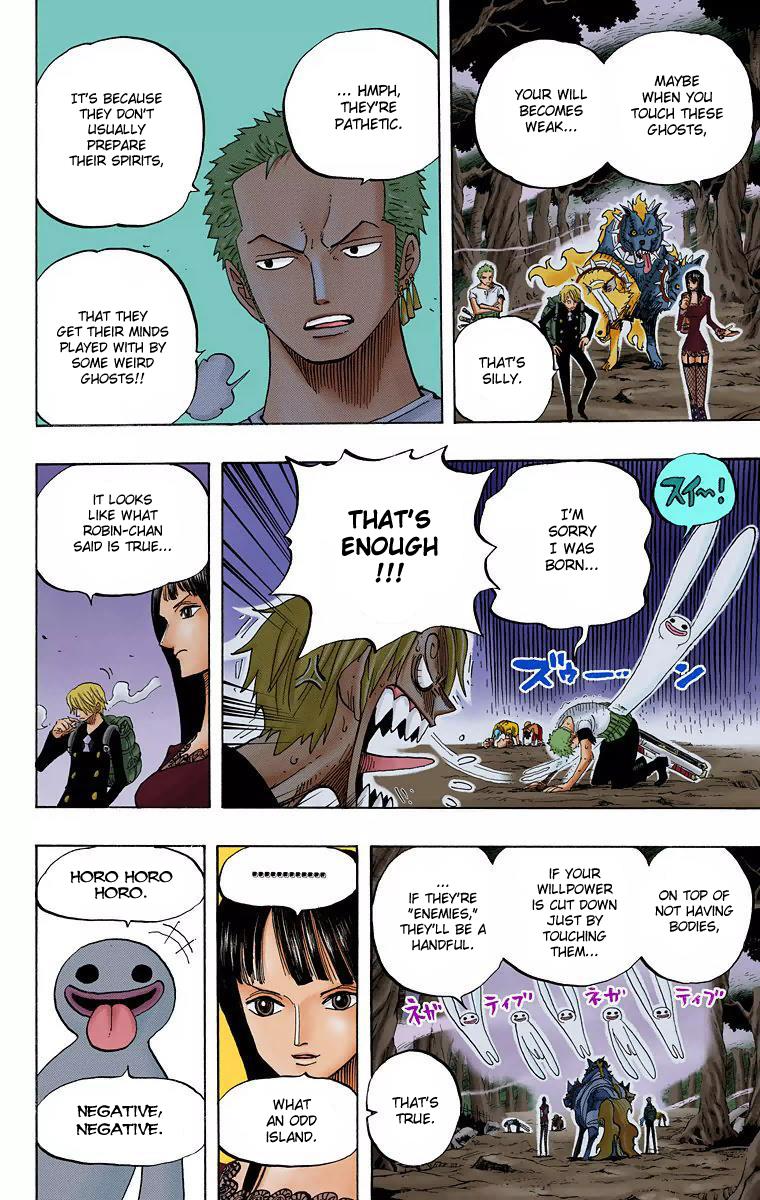 MAYBE
WHEN YOU
TOUCH THESE
GHOSTS,
YOUR WILL
BECOMES
WEAK...
THAT'S
SILLY.
... HMPH,
THEY'RE
PATHETIC.
IT'S BECAUSE
THEY DON'T
USUALLY
PREPARE
THEIR SPIRITS,
THAT THEY
GET THEIR MINDS
PLAYED WITH BY
SOME WEIRD
GHOSTS!!
スイ〜!
I'M
SORRY
I WAS
BORN...
ズゥーーン
THAT'S
ENOUGH
!!!
IT LOOKS
LIKE WHAT
ROBIN-CHAN
SAID IS TRUE...
ON TOP OF
NOT HAVING
BODIES,
IF YOUR
WILLPOWER
IS CUT DOWN
JUST BY
TOUCHING
THEM...
...
IF THEY'RE
"ENEMIES,"
THEY'LL BE A
HANDFUL.
ネガ
ティブ
ネガ
ティブ
THAT'S
TRUE.
............
WHAT
AN ODD
ISLAND.
HORO HORO
HORO.
NEGATIVE,
NEGATIVE.